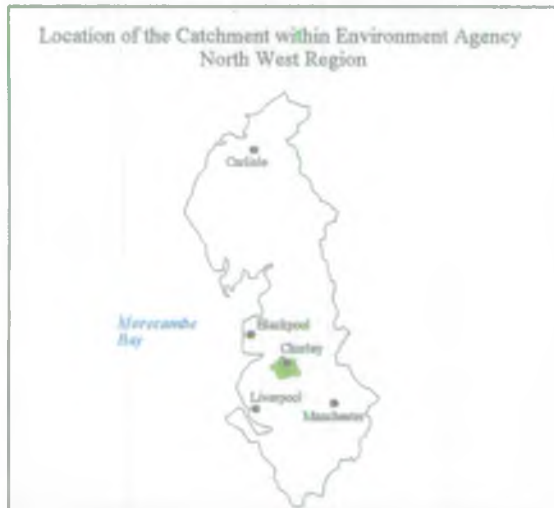 Location of the Catchment within Environment Agency
North West Region
Carlisle
Morecambe
Bay
Blackpool
Chorley
Liverpool
Manchester